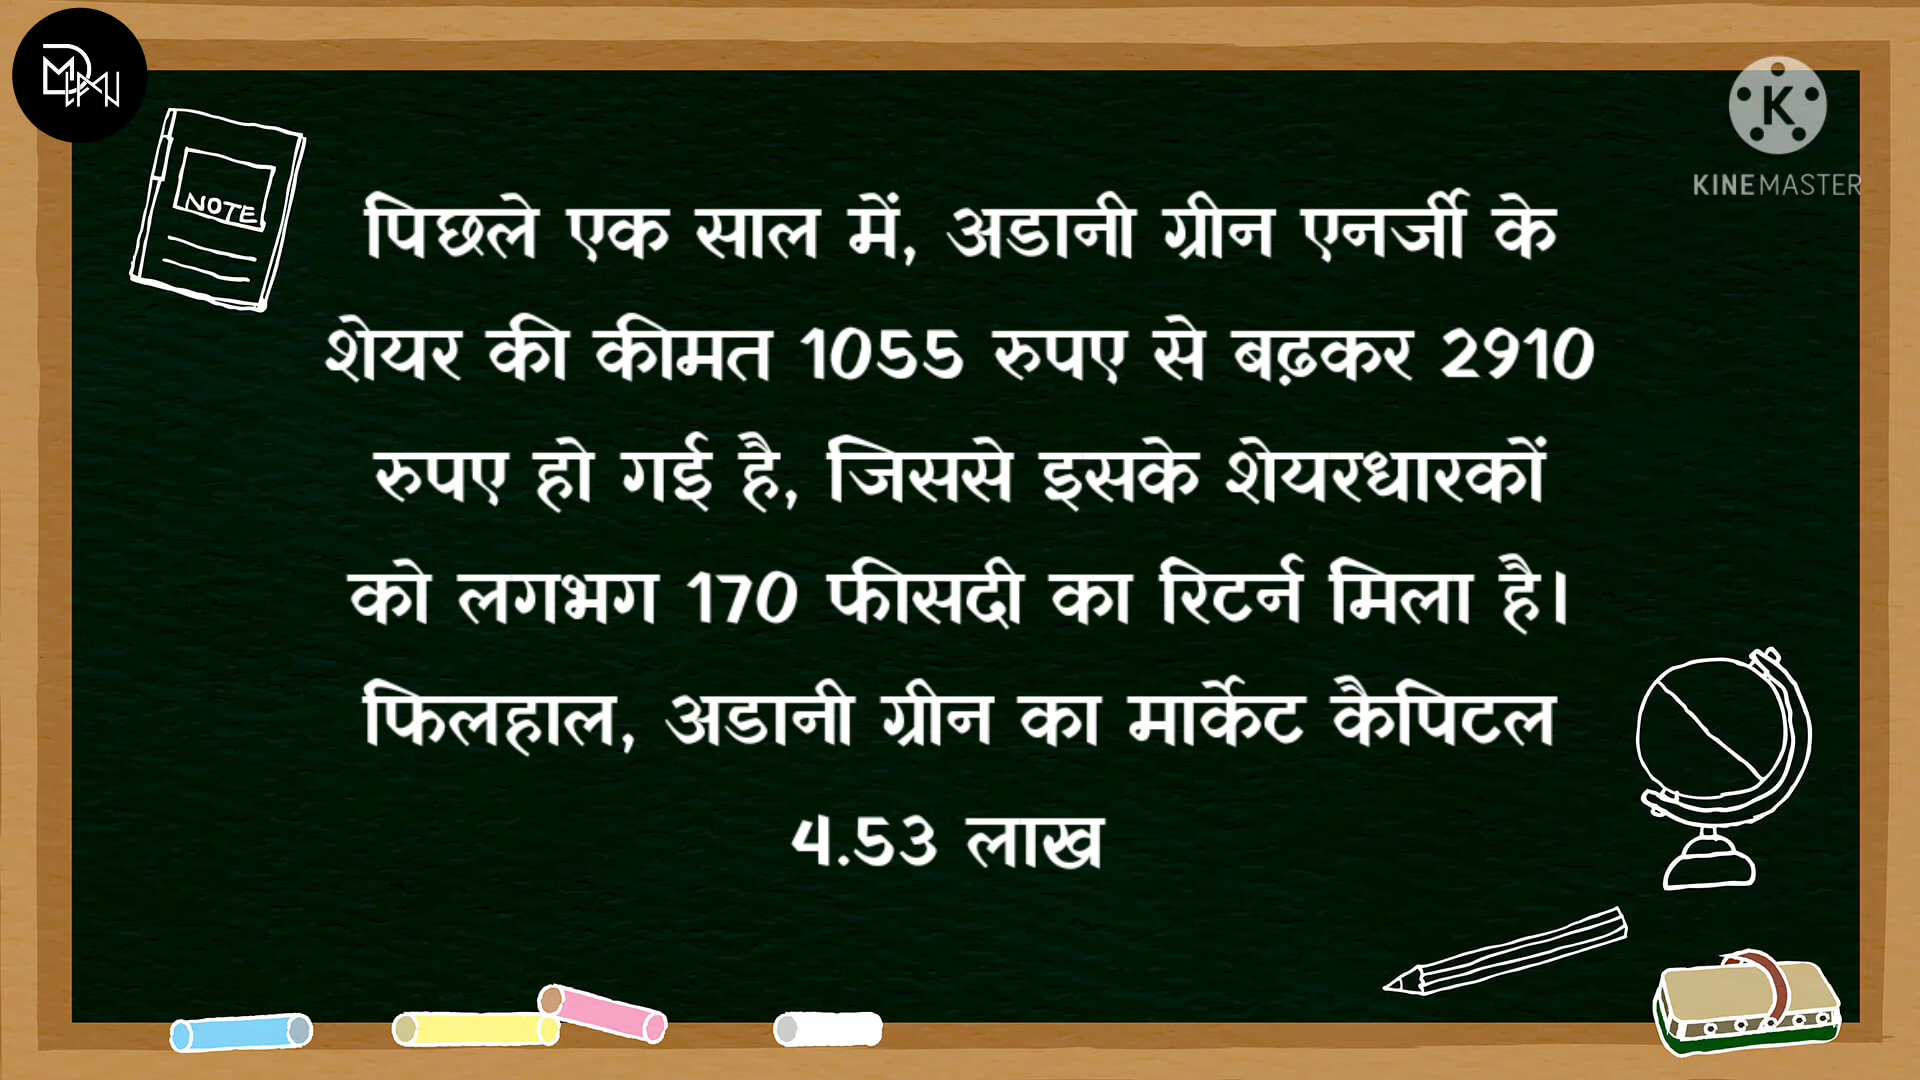 NOTE
KINEMASTER
पिछले एक साल में, अडानी ग्रीन एनर्जी के
शेयर की कीमत 1055 रुपए से बढ़कर 2910
रुपए हो गई है, जिससे इसके शेयरधारकों
को लगभग 170 फीसदी का रिटर्न मिला है।
फिलहाल, अडानी ग्रीन का मार्केट कैपिटल
4.53 लाख